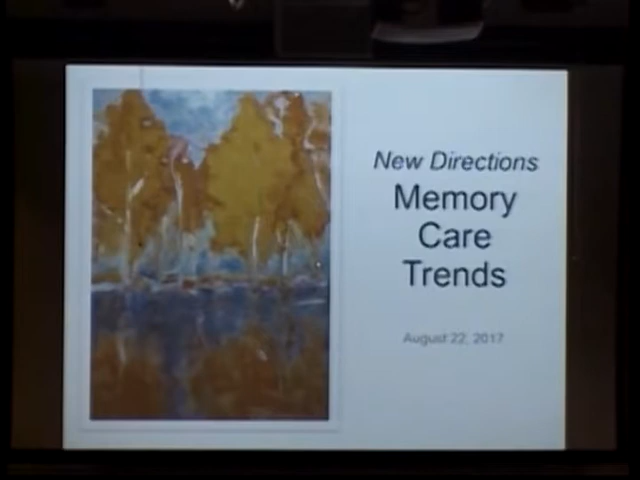 New Directions
Memory
Care
Trends
August 22, 2017